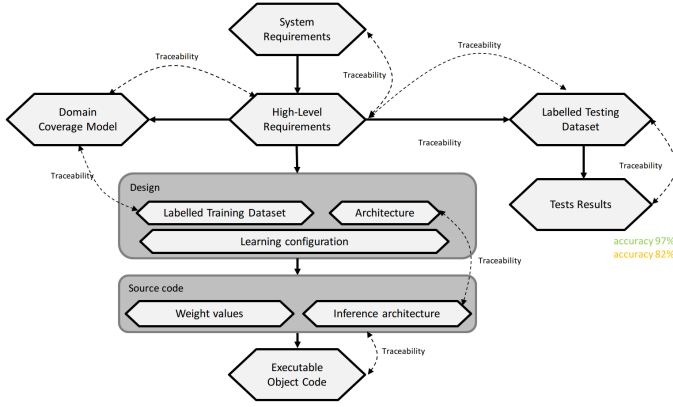 System
Requirements
Traceability
Traceability
Traceability
Domain
Coverage Model
High-Level
Requirements
Labelled Testing
Dataset
Traceability
Traceability
Traceability
Design
Labelled Training Dataset
Architecture
Tests Results
Learning configuration
accuracy 97%
accuracy 82%
Traceability
Source code
Weight values
Inference architecture
Traceability
Executable
Object Code